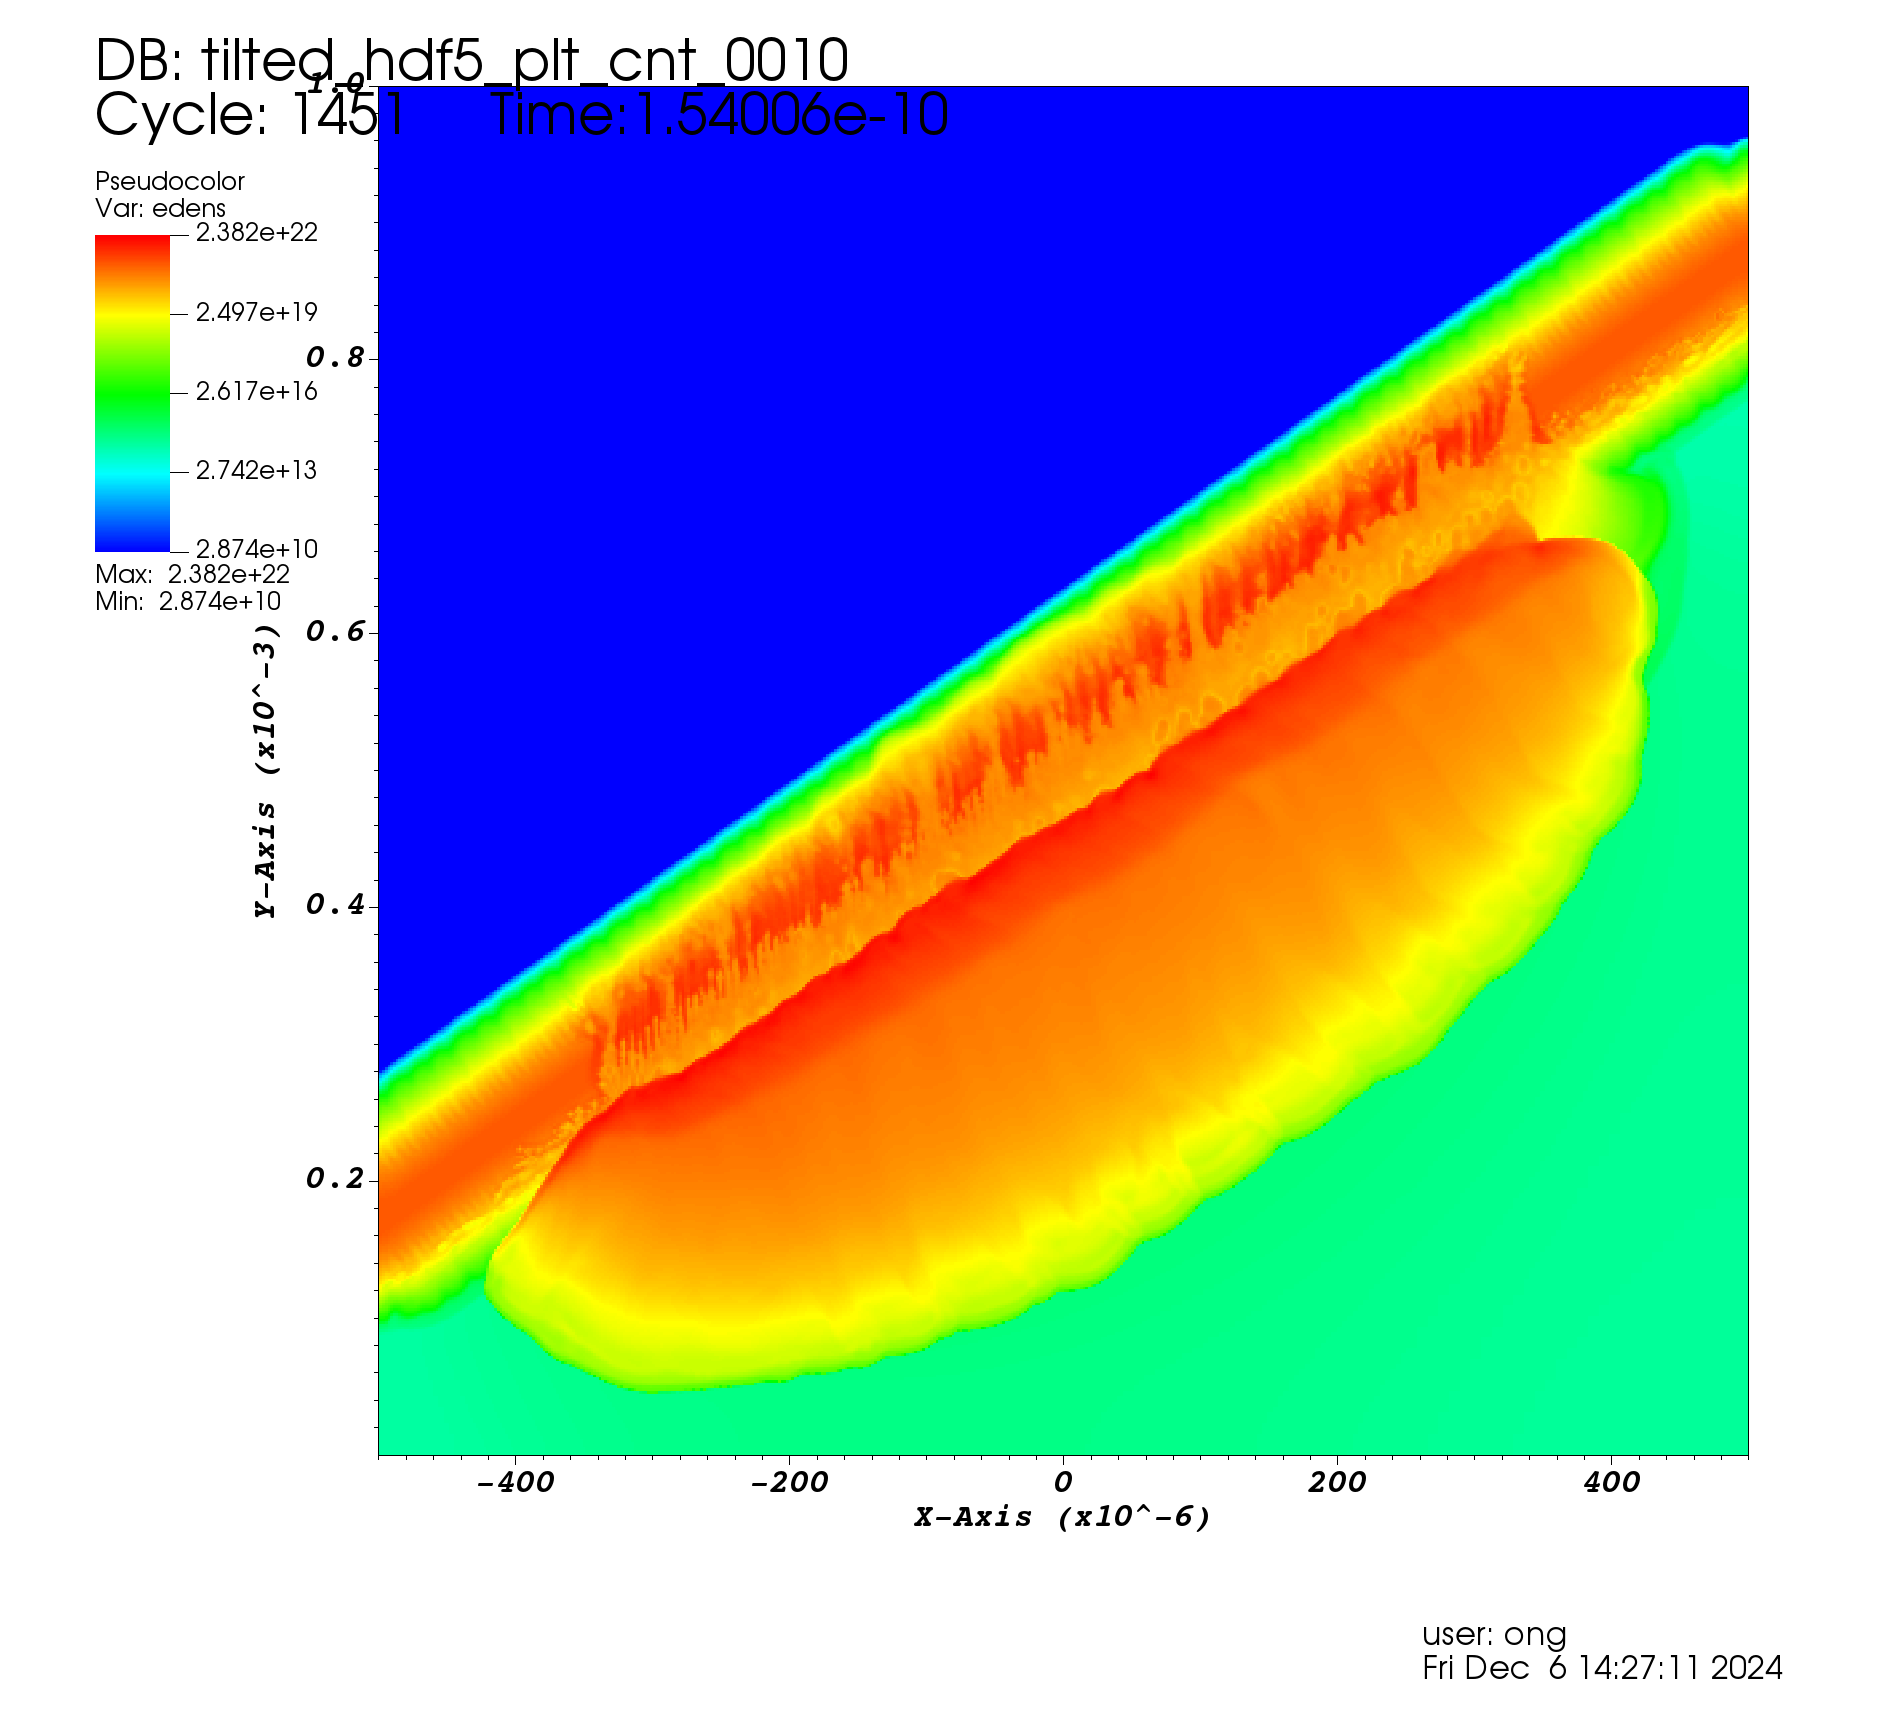 DB: tilted_hdf5_plt_cnt_0010
Cycle: 1451 Time:1.54006e-10
Pseudocolor
Var: edens
2.382e+22
2.497e+19
2.617e+16
2.742e+13
2.874e+10
Max: 2.382e+22
Min: 2.874e+10
1.0
0.8
0.6
0.4
0.2
Y-Axis (x10^-3)
-400 -200 0 200 400
X-Axis (x10^-6)
user: ong
Fri Dec 6 14:27:11 2024